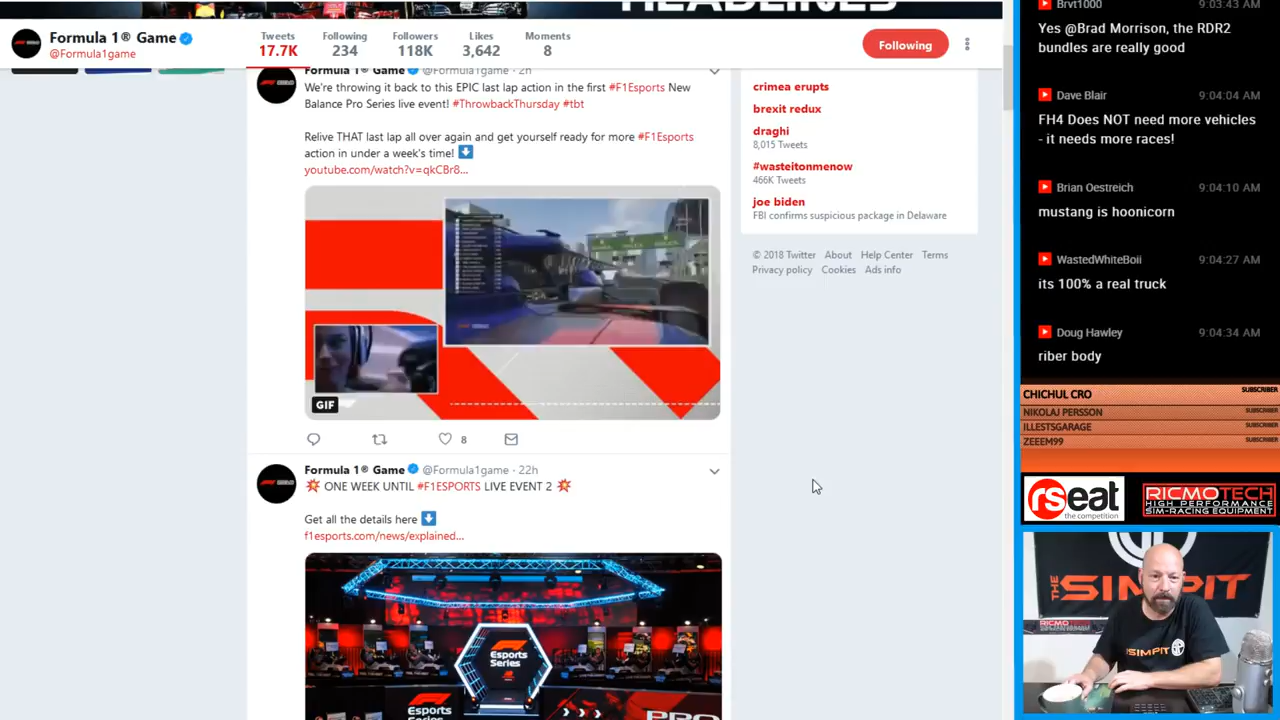 HEADLINES
Formula 1® Game
@Formula1game
Tweets
17.7K
Following
234
Followers
118K
Likes
3,642
Moments
8
Following
Formula 1® Game @Formula1game · 2h
We're throwing it back to this EPIC last lap action in the first #F1Esports New
Balance Pro Series live event! #ThrowbackThursday #tbt
Relive THAT last lap all over again and get yourself ready for more #F1Esports
action in under a week's time! ⬇
youtube.com/watch?v=qkCBr8...
GIF
8
Formula 1® Game @Formula1game · 22h
💥 ONE WEEK UNTIL #F1ESPORTS LIVE EVENT 2 💥
Get all the details here ⬇
f1esports.com/news/explained...
Esports
Series
Esports
Series
PRO
crimea erupts
brexit redux
draghi
8,015 Tweets
#wasteitonmenow
466K Tweets
joe biden
FBI confirms suspicious package in Delaware
© 2018 Twitter About Help Center Terms
Privacy policy Cookies Ads info
Brvt1000 9:03:43 AM
Yes @Brad Morrison, the RDR2
bundles are really good
Dave Blair 9:04:04 AM
FH4 Does NOT need more vehicles
- it needs more races!
Brian Oestreich 9:04:10 AM
mustang is hoonicorn
WastedWhiteBoii 9:04:27 AM
its 100% a real truck
Doug Hawley 9:04:34 AM
riber body
CHICHUL CRO SUBSCRIBER
NIKOLAJ PERSSON SUBSCRIBER
ILLESTSGARAGE SUBSCRIBER
ZEEEM99 SUBSCRIBER
rseat
the competition
RICMOTECH
HIGH PERFORMANCE
SIM-RACING EQUIPMENT
THE SIMPIT
RICMOTECH
THE SIMPIT